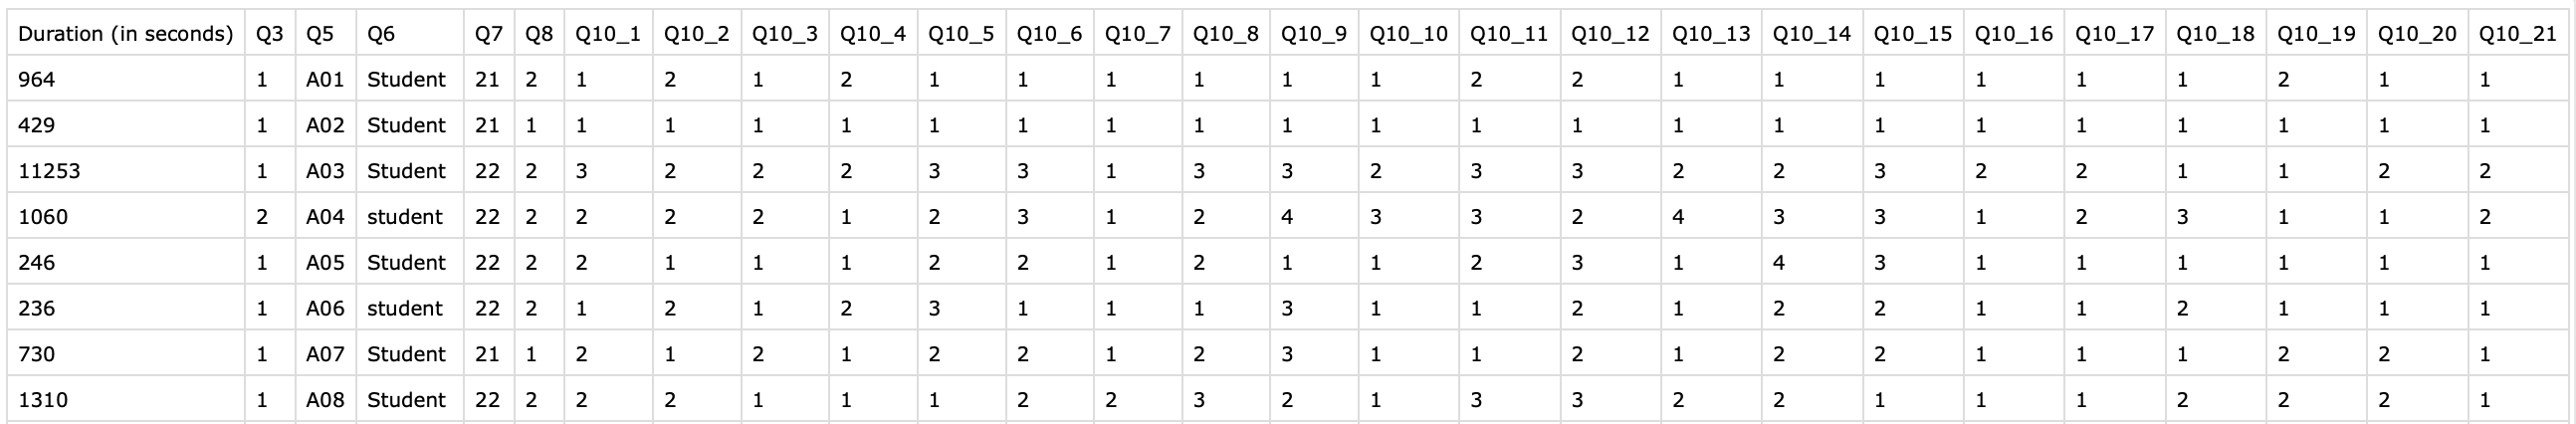 Duration (in seconds) Q3 Q5 Q6 Q7 Q8 Q10_1 Q10_2 Q10_3 Q10_4 Q10_5 Q10_6 Q10_7 Q10_8 Q10_9 Q10_10 Q10_11 Q10_12 Q10_13 Q10_14 Q10_15 Q10_16 Q10_17 Q10_18 Q10_19 Q10_20 Q10_21
964 1 A01 Student 21 2 1 2 1 2 1 1 1 1 1 1 2 2 1 1 1 1 1 1 2 1 1
429 1 A02 Student 21 1 1 1 1 1 1 1 1 1 1 1 1 1 1 1 1 1 1 1 1 1 1
11253 1 A03 Student 22 2 3 2 2 2 3 3 1 3 3 2 3 3 2 2 3 2 2 1 1 2 2
1060 2 A04 student 22 2 2 2 2 1 2 3 1 2 4 3 3 2 4 3 3 1 2 3 1 1 2
246 1 A05 Student 22 2 2 1 1 1 2 2 1 2 1 1 2 3 1 4 3 1 1 1 1 1 1
236 1 A06 student 22 2 1 2 1 2 3 1 1 1 3 1 1 2 1 2 2 1 1 2 1 1 1
730 1 A07 Student 21 1 2 1 2 1 2 2 1 2 3 1 1 2 1 2 2 1 1 1 2 2 1
1310 1 A08 Student 22 2 2 2 1 1 1 2 2 3 2 1 3 3 2 2 1 1 1 2 2 2 1